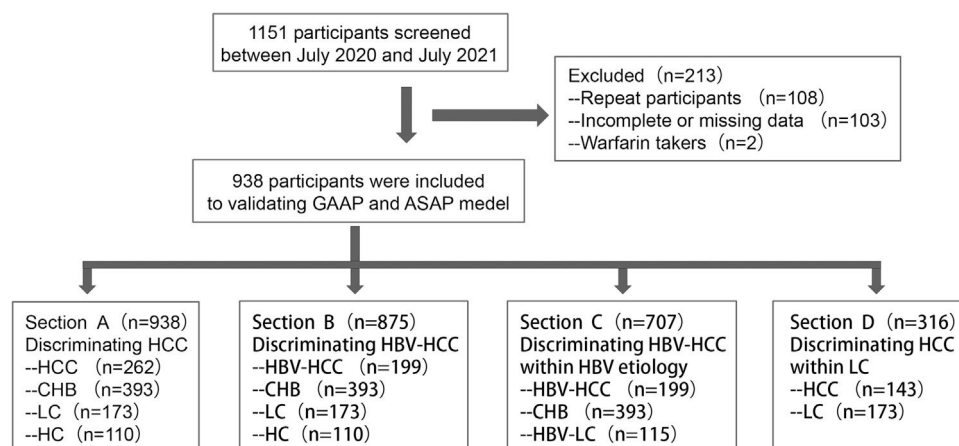 1151 participants screened
between July 2020 and July 2021
Excluded（n=213）
--Repeat participants（n=108）
--Incomplete or missing data（n=103）
--Warfarin takers（n=2）
938 participants were included
to validating GAAP and ASAP model
Section A（n=938）
Discriminating HCC
--HCC（n=262）
--CHB（n=393）
--LC（n=173）
--HC（n=110）
Section B（n=875）
Discriminating HBV-HCC
--HBV-HCC（n=199）
--CHB（n=393）
--LC（n=173）
--HC（n=110）
Section C（n=707）
Discriminating HBV-HCC
within HBV etiology
--HBV-HCC（n=199）
--CHB（n=393）
--HBV-LC（n=115）
Section D（n=316）
Discriminating HCC
within LC
--HCC（n=143）
--LC（n=173）